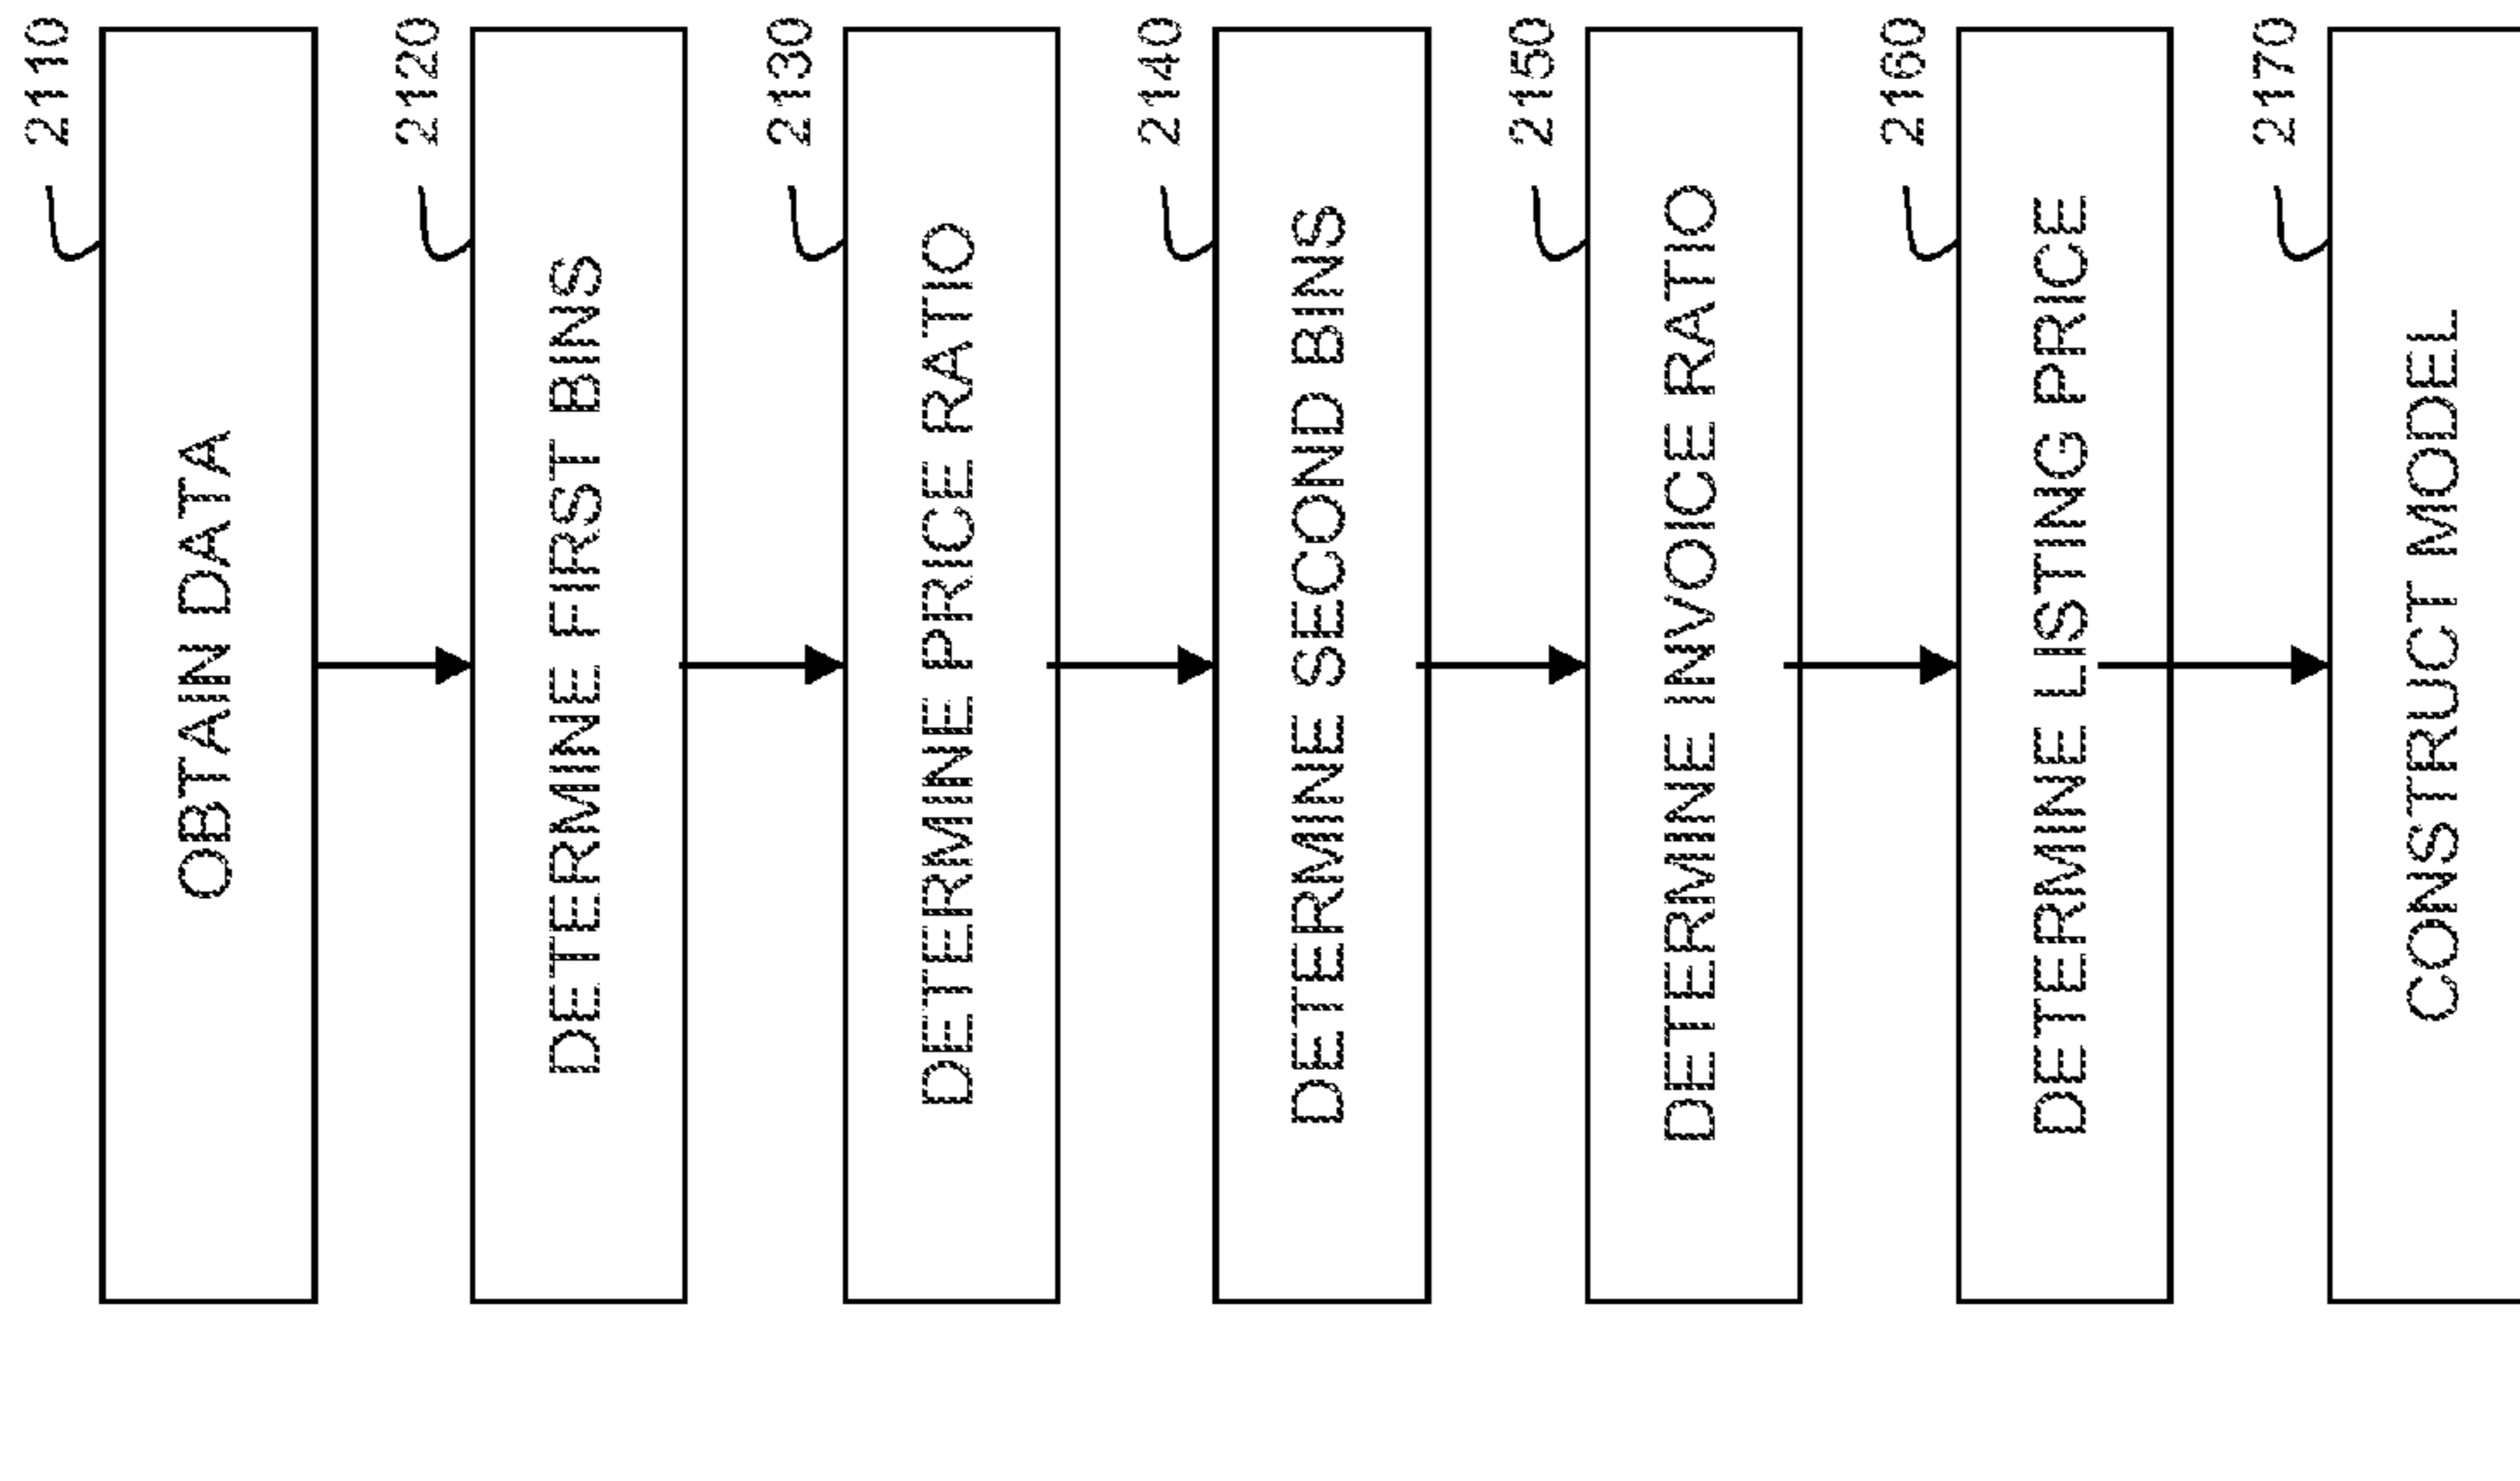 2110
OBTAIN DATA
2120
DETERMINE FIRST BINS
2130
DETERMINE PRICE RATIO
2140
DETERMINE SECOND BINS
2150
DETERMINE INVOICE RATIO
2160
DETERMINE LISTING PRICE
2170
CONSTRUCT MODEL